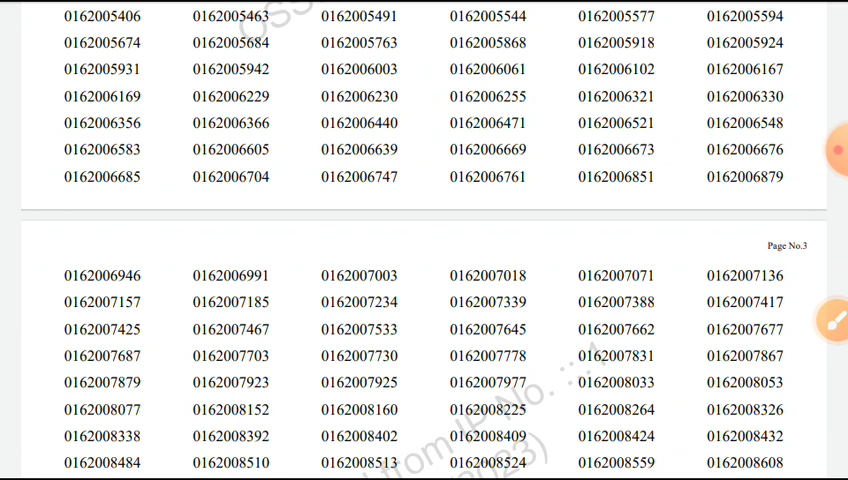 0162005406 0162005463 0162005491 0162005544 0162005577 0162005594
0162005674 0162005684 0162005763 0162005868 0162005918 0162005924
0162005931 0162005942 0162006003 0162006061 0162006102 0162006167
0162006169 0162006229 0162006230 0162006255 0162006321 0162006330
0162006356 0162006366 0162006440 0162006471 0162006521 0162006548
0162006583 0162006605 0162006639 0162006669 0162006673 0162006676
0162006685 0162006704 0162006747 0162006761 0162006851 0162006879
Page No.3
0162006946 0162006991 0162007003 0162007018 0162007071 0162007136
0162007157 0162007185 0162007234 0162007339 0162007388 0162007417
0162007425 0162007467 0162007533 0162007645 0162007662 0162007677
0162007687 0162007703 0162007730 0162007778 0162007831 0162007867
0162007879 0162007923 0162007925 0162007977 0162008033 0162008053
0162008077 0162008152 0162008160 0162008225 0162008264 0162008326
0162008338 0162008392 0162008402 0162008409 0162008424 0162008432
0162008484 0162008510 0162008513 0162008524 0162008559 0162008608
from IP No. :::1